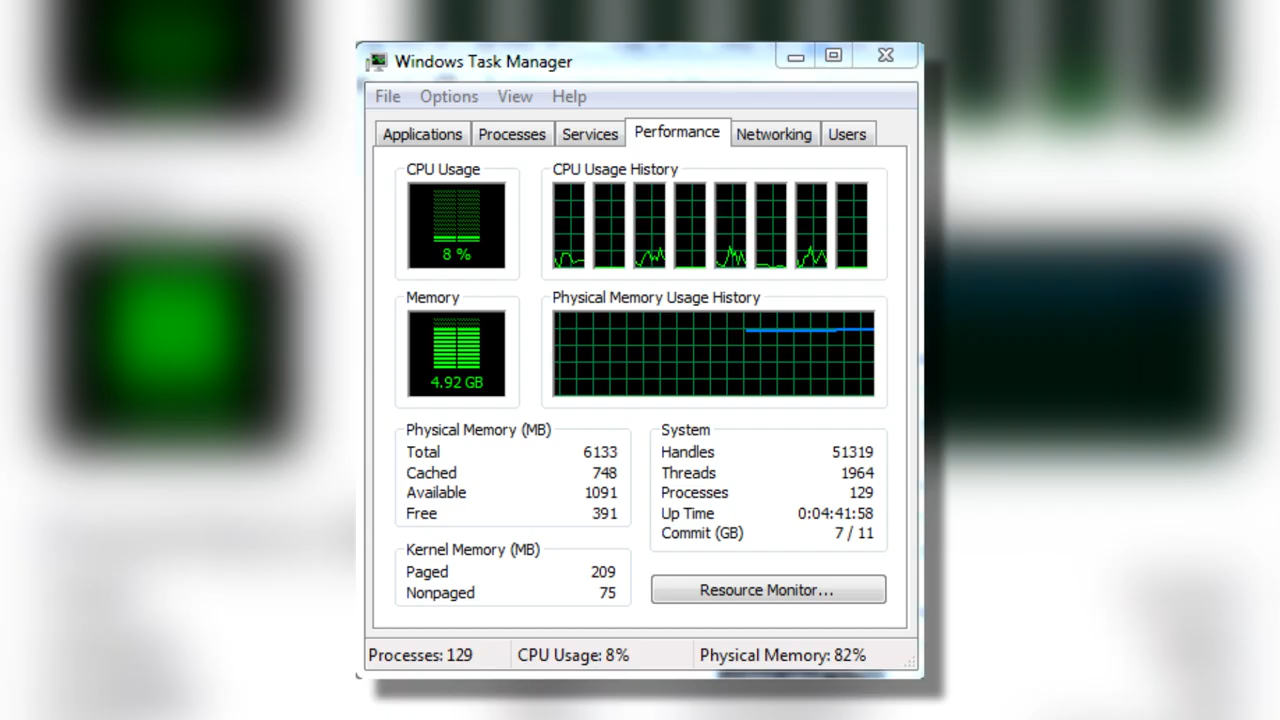 Windows Task Manager
File Options View Help
Applications Processes Services Performance Networking Users
CPU Usage
CPU Usage History
8 %
Memory
Physical Memory Usage History
4.92 GB
Physical Memory (MB)
Total 6133
Cached 748
Available 1091
Free 391
Kernel Memory (MB)
Paged 209
Nonpaged 75
System
Handles 51319
Threads 1964
Processes 129
Up Time 0:04:41:58
Commit (GB) 7 / 11
Resource Monitor...
Processes: 129 CPU Usage: 8% Physical Memory: 82%